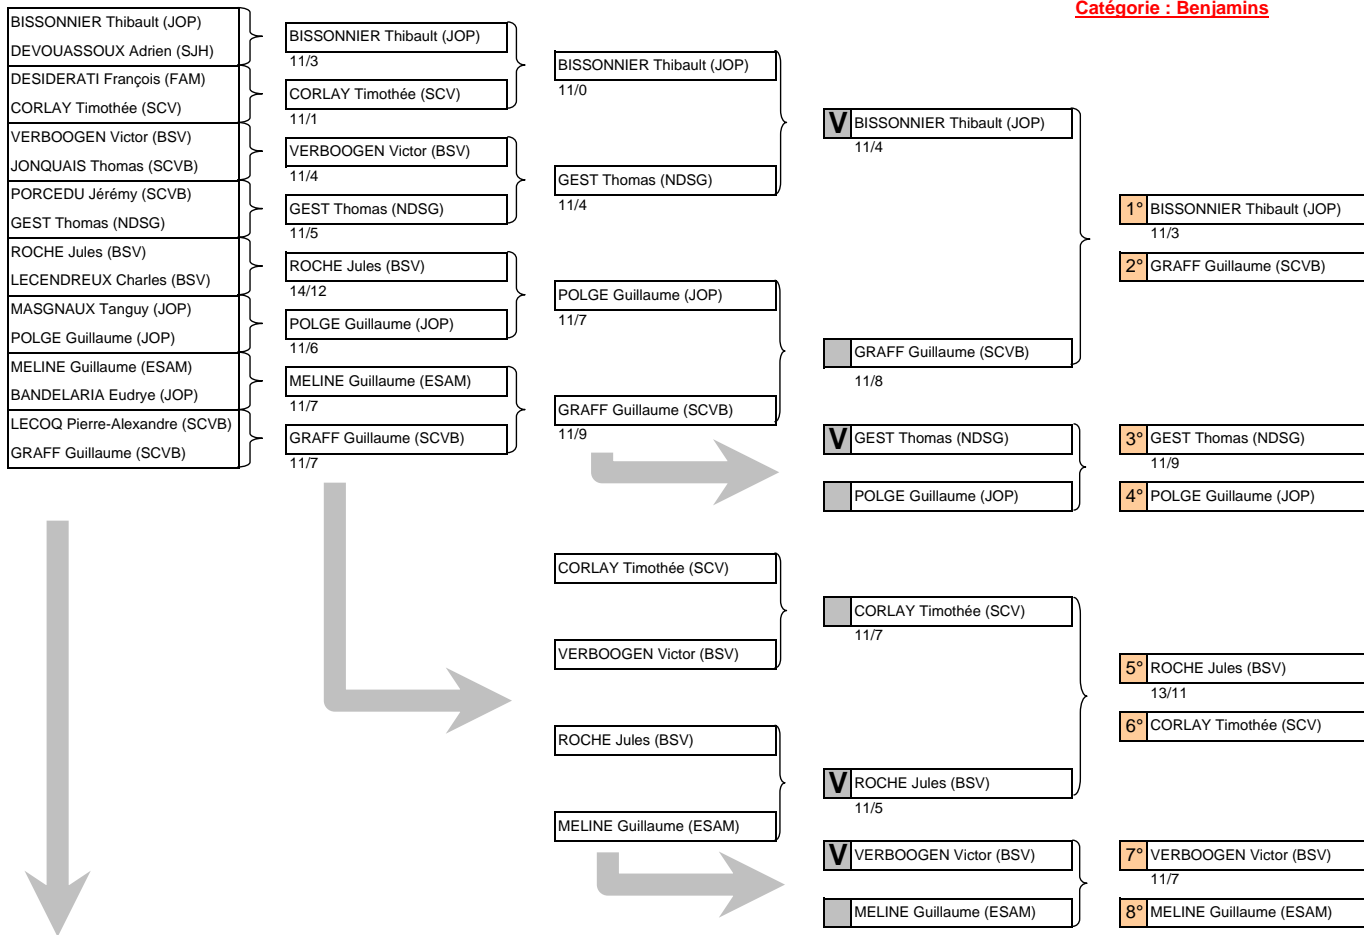 Catégorie : Benjamins
BISSONNIER Thibault (JOP)
DEVOUASSOUX Adrien (SJH)
DESIDERATI François (FAM)
CORLAY Timothée (SCV)
VERBOOGEN Victor (BSV)
JONQUAIS Thomas (SCVB)
PORCEDU Jérémy (SCVB)
GEST Thomas (NDSG)
ROCHE Jules (BSV)
LECENDREUX Charles (BSV)
MASGNAUX Tanguy (JOP)
POLGE Guillaume (JOP)
MELINE Guillaume (ESAM)
BANDELARIA Eudrye (JOP)
LECOQ Pierre-Alexandre (SCVB)
GRAFF Guillaume (SCVB)
BISSONNIER Thibault (JOP)
11/3
CORLAY Timothée (SCV)
11/1
VERBOOGEN Victor (BSV)
11/4
GEST Thomas (NDSG)
11/5
ROCHE Jules (BSV)
14/12
POLGE Guillaume (JOP)
11/6
MELINE Guillaume (ESAM)
11/7
GRAFF Guillaume (SCVB)
11/7
BISSONNIER Thibault (JOP)
11/0
GEST Thomas (NDSG)
11/4
POLGE Guillaume (JOP)
11/7
GRAFF Guillaume (SCVB)
11/9
V BISSONNIER Thibault (JOP)
11/4
GRAFF Guillaume (SCVB)
11/8
1° BISSONNIER Thibault (JOP)
11/3
2° GRAFF Guillaume (SCVB)
V GEST Thomas (NDSG)
POLGE Guillaume (JOP)
3° GEST Thomas (NDSG)
11/9
4° POLGE Guillaume (JOP)
CORLAY Timothée (SCV)
VERBOOGEN Victor (BSV)
ROCHE Jules (BSV)
MELINE Guillaume (ESAM)
CORLAY Timothée (SCV)
11/7
V ROCHE Jules (BSV)
11/5
5° ROCHE Jules (BSV)
13/11
6° CORLAY Timothée (SCV)
V VERBOOGEN Victor (BSV)
MELINE Guillaume (ESAM)
7° VERBOOGEN Victor (BSV)
11/7
8° MELINE Guillaume (ESAM)